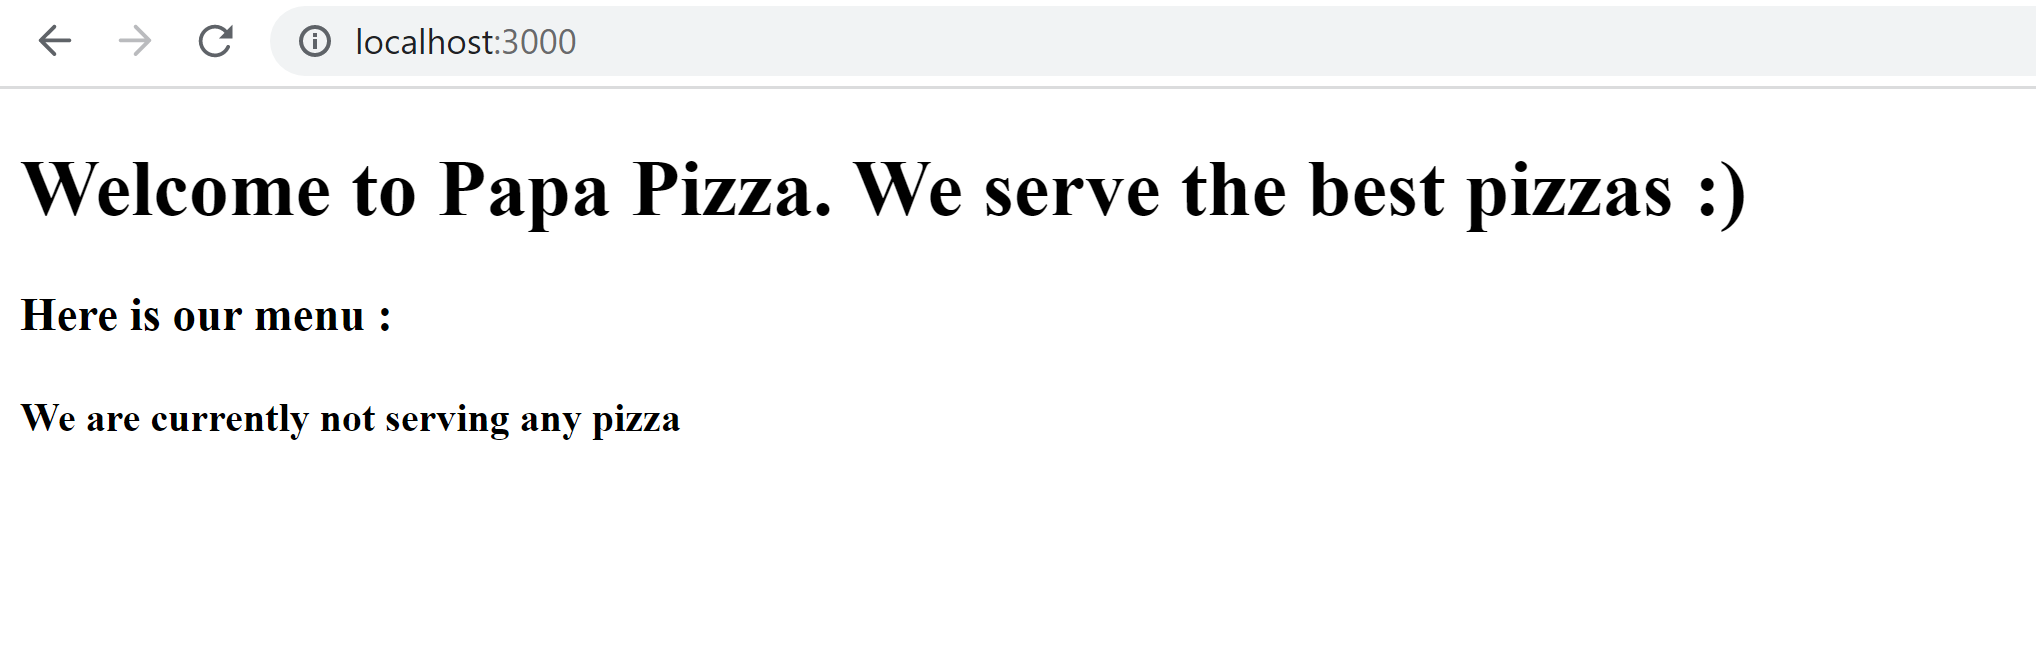 localhost:3000
Welcome to Papa Pizza. We serve the best pizzas :)
Here is our menu :
We are currently not serving any pizza